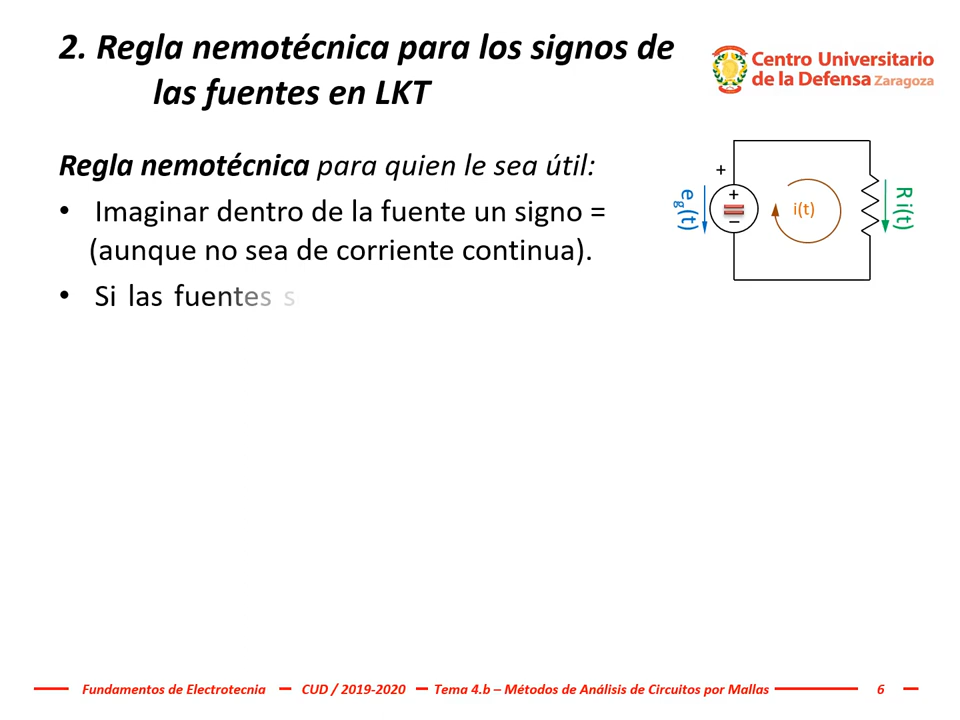 2. Regla nemotécnica para los signos de
las fuentes en LKT
Centro Universitario
de la Defensa Zaragoza
Regla nemotécnica para quien le sea útil:
• Imaginar dentro de la fuente un signo =
(aunque no sea de corriente continua).
• Si las fuentes s
+
+
=
–
eg(t)
i(t)
R i(t)
Fundamentos de Electrotecnia – CUD / 2019-2020 – Tema 4.b – Métodos de Análisis de Circuitos por Mallas 6